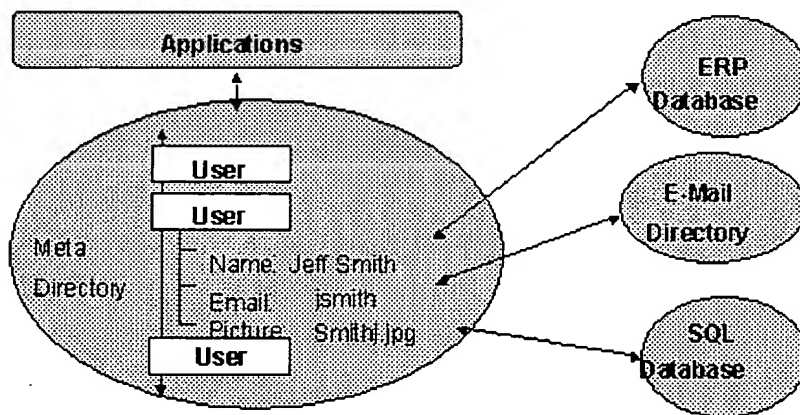 Applications
User
User
Meta
Directory
Name. Jeff Smith
Email. jsmith
Picture. Smithj.jpg
User
ERP
Database
E-Mail
Directory
SQL
Database